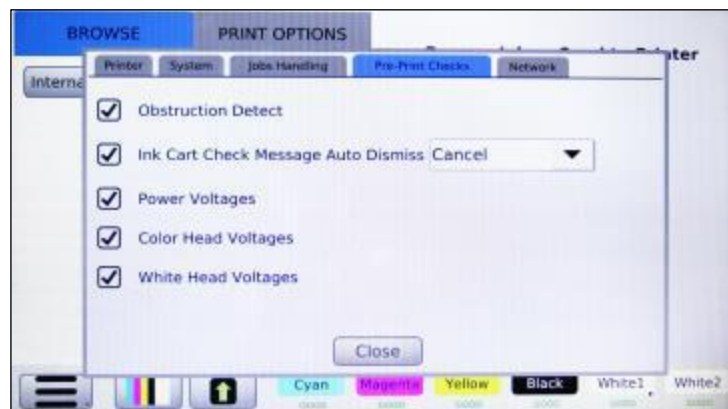 BROWSE PRINT OPTIONS
Printer System Jobs Handling Pre-Print Checks Network
Obstruction Detect
Ink Cart Check Message Auto Dismiss Cancel
Power Voltages
Color Head Voltages
White Head Voltages
Close
Cyan Magenta Yellow Black White1 White2